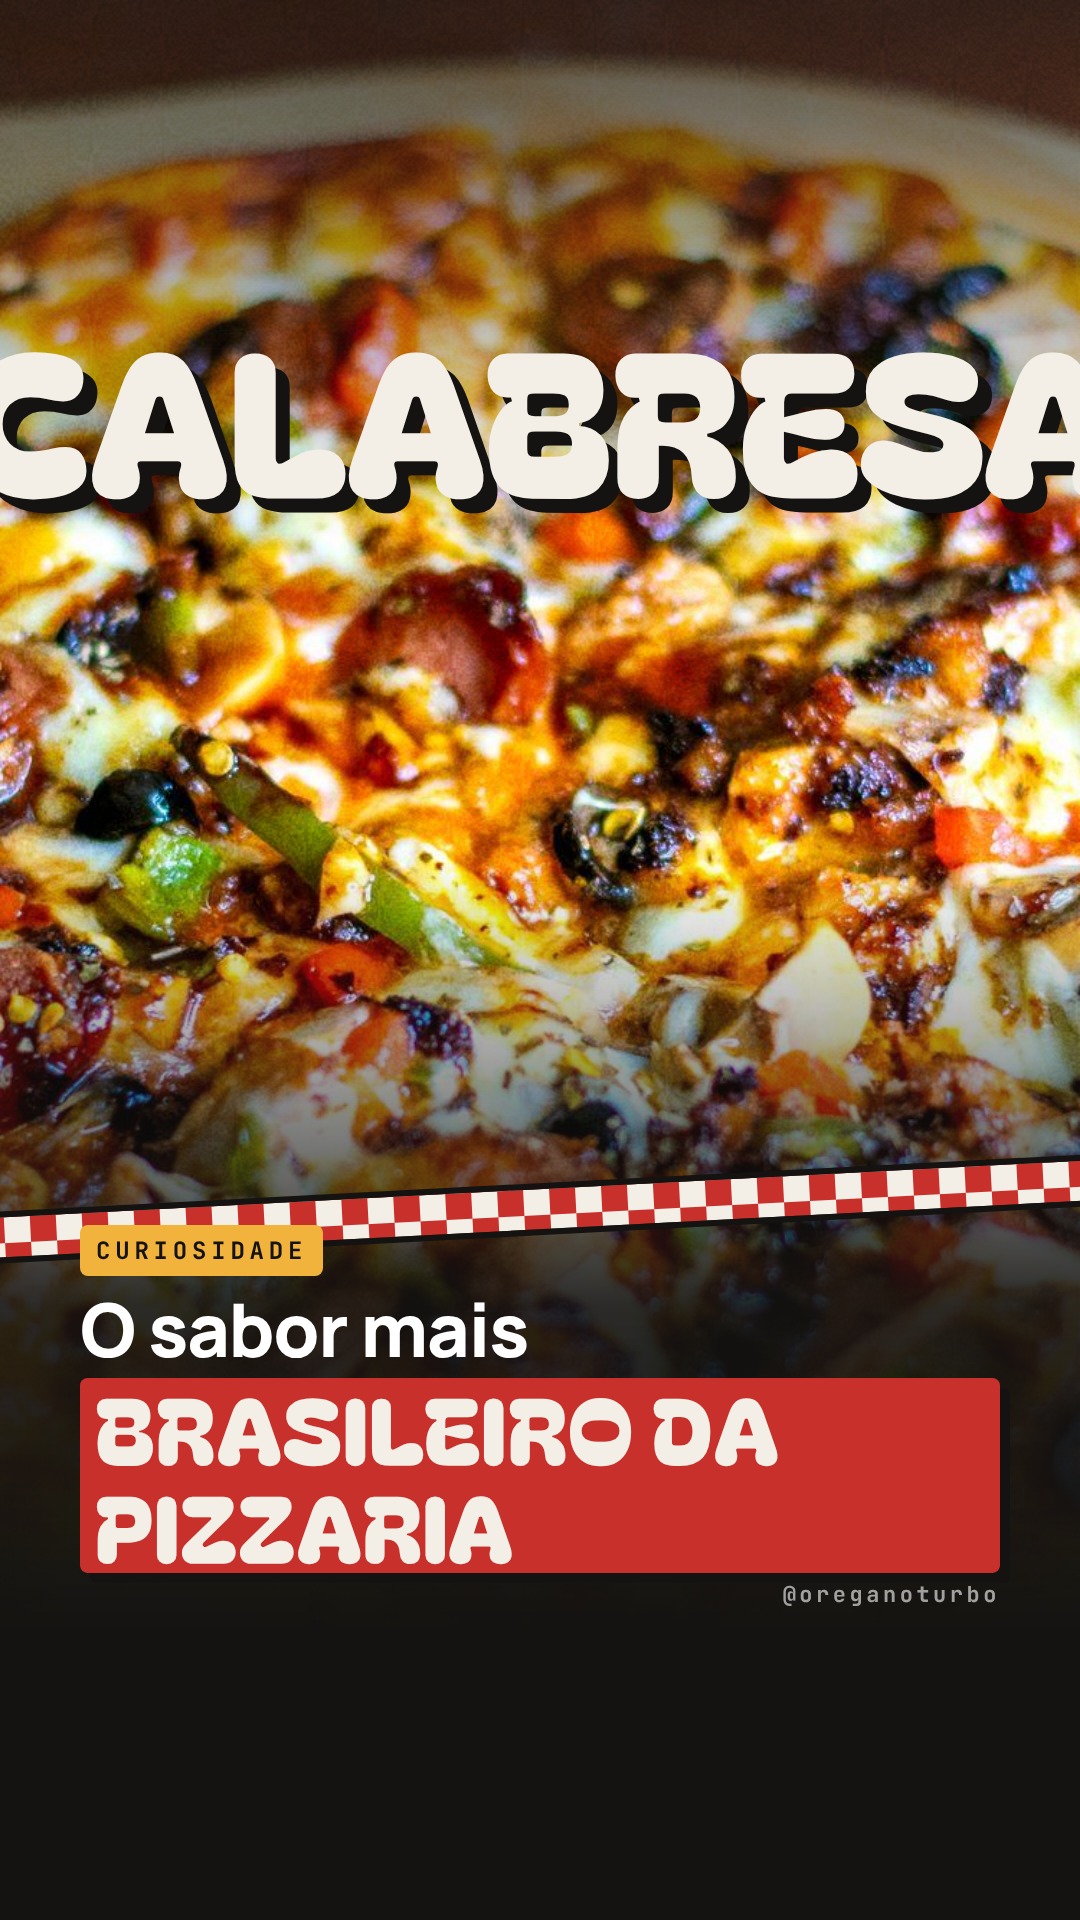 CALABRESA
CURIOSIDADE
O sabor mais
BRASILEIRO DA
PIZZARIA
@oreganoturbo